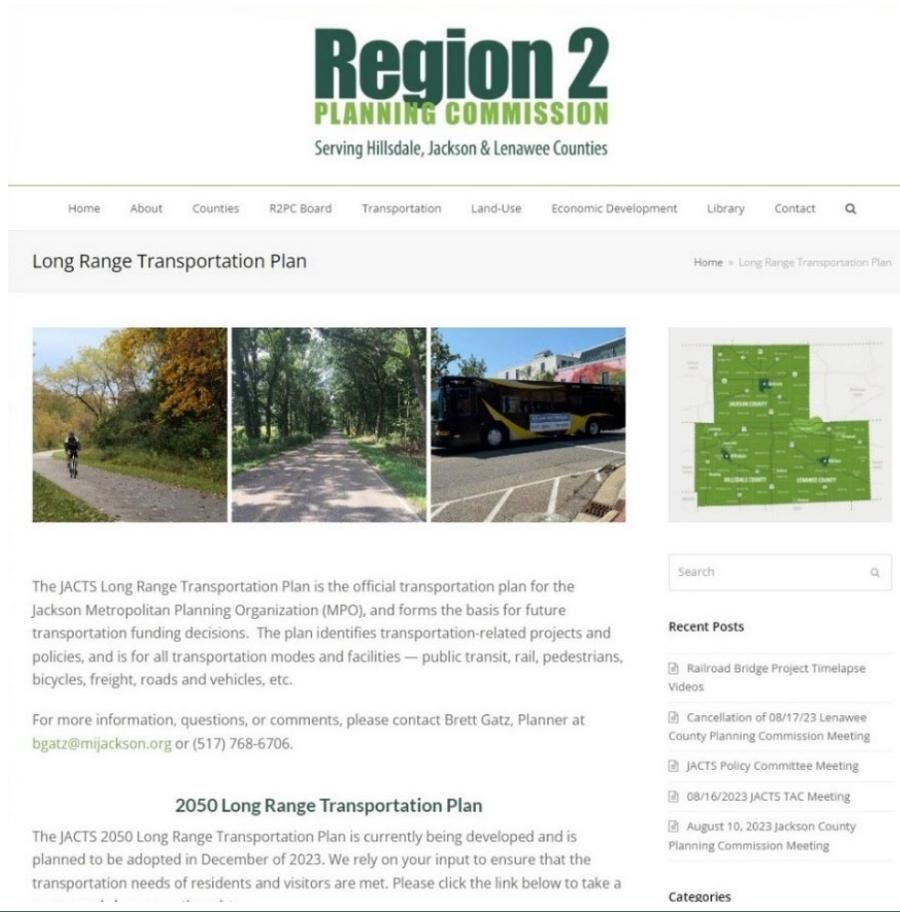 Region 2
PLANNING COMMISSION
Serving Hillsdale, Jackson & Lenawee Counties
Home About Counties R2PC Board Transportation Land-Use Economic Development Library Contact
Long Range Transportation Plan
Home » Long Range Transportation Plan
JACKSON COUNTY
HILLSDALE COUNTY
LENAWEE COUNTY
The JACTS Long Range Transportation Plan is the official transportation plan for the
Jackson Metropolitan Planning Organization (MPO), and forms the basis for future
transportation funding decisions. The plan identifies transportation-related projects and
policies, and is for all transportation modes and facilities — public transit, rail, pedestrians,
bicycles, freight, roads and vehicles, etc.
For more information, questions, or comments, please contact Brett Gatz, Planner at
bgatz@mijackson.org or (517) 768-6706.
2050 Long Range Transportation Plan
The JACTS 2050 Long Range Transportation Plan is currently being developed and is
planned to be adopted in December of 2023. We rely on your input to ensure that the
transportation needs of residents and visitors are met. Please click the link below to take a
Search
Recent Posts
Railroad Bridge Project Timelapse
Videos
Cancellation of 08/17/23 Lenawee
County Planning Commission Meeting
JACTS Policy Committee Meeting
08/16/2023 JACTS TAC Meeting
August 10, 2023 Jackson County
Planning Commission Meeting
Categories